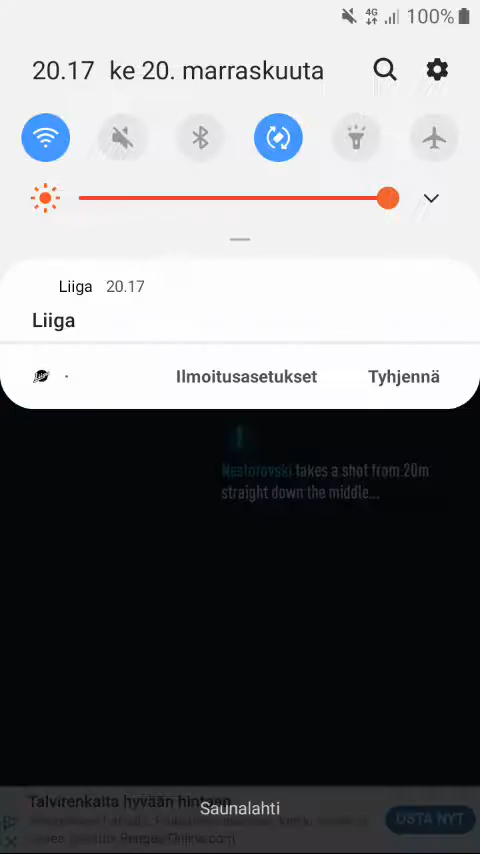 4G 100%
20.17 ke 20. marraskuuta
Liiga 20.17
Liiga
Ilmoitusasetukset Tyhjennä
Nestorovski takes a shot from 20m
straight down the middle...
Talvirenkaita hyvään hintaan
Saunalahti
OSTA NYT